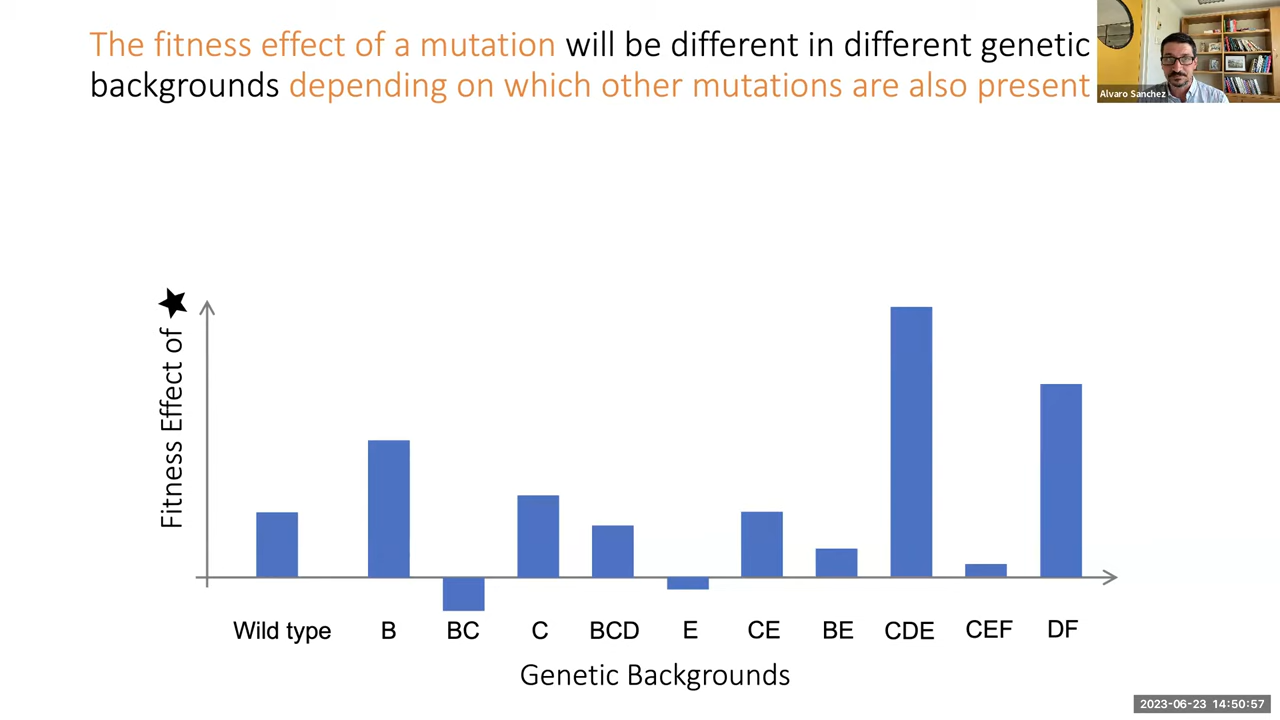 The fitness effect of a mutation will be different in different genetic
backgrounds depending on which other mutations are also present
Alvaro Sanchez
Fitness Effect of
Wild type B BC C BCD E CE BE CDE CEF DF
Genetic Backgrounds
2023-06-23 14:50:57